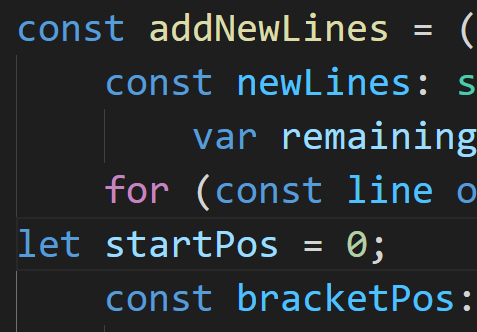 const addNewLines = (
const newLines: s
var remaining
for (const line o
let startPos = 0;
const bracketPos: